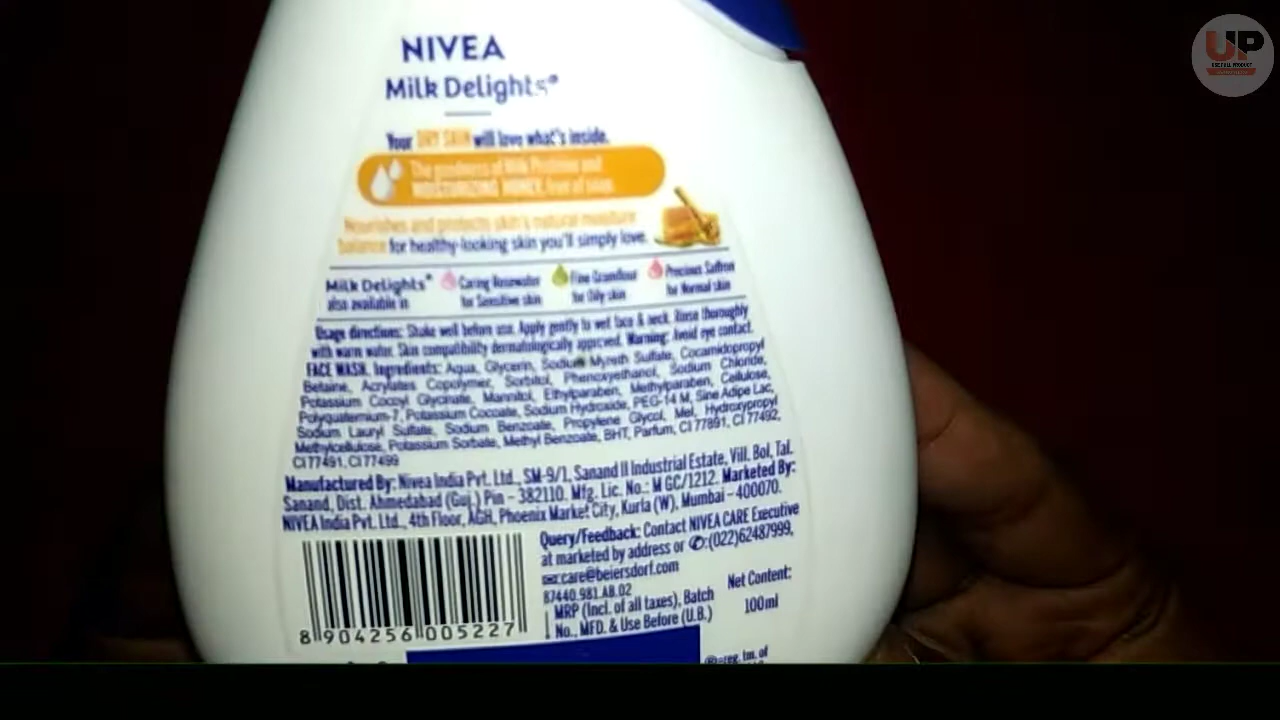 NIVEA
Milk Delights®
Your DRY SKIN will love what's inside.
The goodness of Milk Proteins and
MOISTURIZING HONEY, free of soap.
Nourishes and protects skin's natural moisture
balance for healthy-looking skin you'll simply love.
Milk Delights® Caring Rosewater Fine Gramflour Precious Saffron
also available in for Sensitive skin for Oily skin for Normal skin
Usage directions: Shake well before use. Apply gently to wet face & neck. Rinse thoroughly
with warm water. Skin compatibility dermatologically approved. Warning: Avoid eye contact.
FACE WASH. Ingredients: Aqua, Glycerin, Sodium Myreth Sulfate, Cocamidopropyl
Betaine, Acrylates Copolymer, Sorbitol, Phenoxyethanol, Sodium Chloride,
Potassium Cocoyl Glycinate, Mannitol, Ethylparaben, Methylparaben, Cellulose,
Polyquaternium-7, Potassium Cocoate, Sodium Hydroxide, PEG-14 M, Sine Adipe Lac,
Sodium Lauryl Sulfate, Sodium Benzoate, Propylene Glycol, Mel, Hydroxypropyl
Methylcellulose, Potassium Sorbate, Methyl Benzoate, BHT, Parfum, CI 77891, CI 77492,
CI 77491, CI 77499
Manufactured By: Nivea India Pvt. Ltd., SM-9/1, Sanand II Industrial Estate, Vill. Bol, Tal.
Sanand, Dist. Ahmedabad (Guj.) Pin - 382110. Mfg. Lic. No.: M GC/1212. Marketed By:
NIVEA India Pvt. Ltd., 4th Floor, AGH, Phoenix Market City, Kurla (W), Mumbai - 400070.
Query/Feedback: Contact NIVEA CARE Executive
at marketed by address or ✆:(022)62487999,
✉:care@beiersdorf.com
87440.981.AB.02
MRP (Incl. of all taxes), Batch
No., MFD. & Use Before (U.B.)
Net Content:
100ml
8 904256 005227
®=reg. tm. of
UP